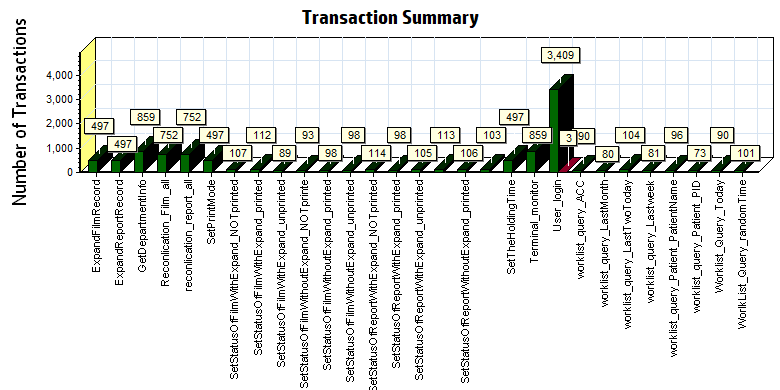 Transaction Summary
Number of Transactions
4,000
3,000
2,000
1,000
0
497
497
859
752
752
497
107
112
89
93
98
98
114
98
105
113
106
103
497
859
3,409
3
90
80
104
81
96
73
90
101
ExpandFilmRecord
ExpandReportRecord
GetDepartmentInfo
Reconlication_Film_all
reconlication_report_all
SetPrintMode
SetStatusOfFilmWithExpand_NOTprinted
SetStatusOfFilmWithExpand_printed
SetStatusOfFilmWithExpand_unprinted
SetStatusOfFilmWithoutExpand_NOTprinte
SetStatusOfFilmWithoutExpand_printed
SetStatusOfFilmWithoutExpand_unprinted
SetStatusOfReportWithExpand_NOTprinted
SetStatusOfReportWithExpand_printed
SetStatusOfReportWithExpand_unprinted
SetStatusOfReportWithoutExpand_printed
SetTheHoldingTime
Terminal_monitor
User_login
worklist_query_ACC
worklist_query_LastMonth
worklist_query_LastTwoToday
worklist_query_Lastweek
worklist_query_Patient_PatientName
worklist_query_Patient_PID
Worklist_Query_Today
WorlkList_Query_randomTime